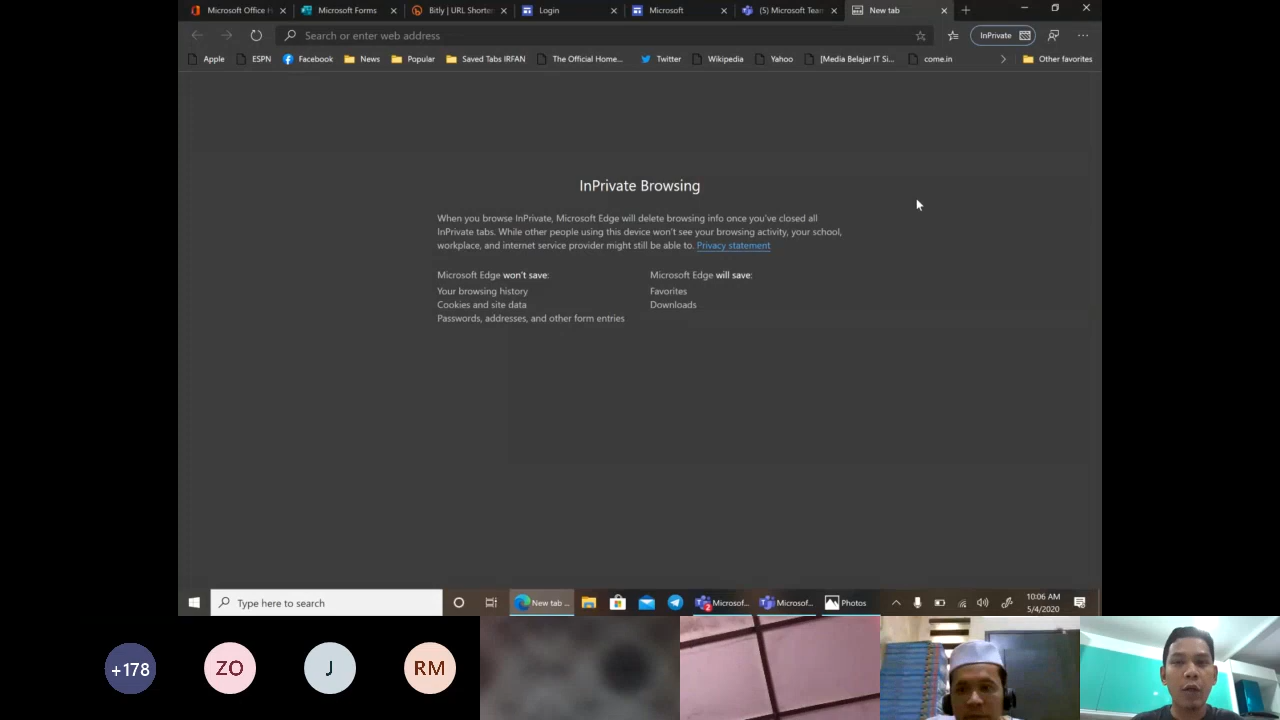 Microsoft Office H
Microsoft Forms
Bitly | URL Shorte
Login
Microsoft
(5) Microsoft Team
New tab
Search or enter web address
InPrivate
Apple
ESPN
Facebook
News
Popular
Saved Tabs IRFAN
The Official Home...
Twitter
Wikipedia
Yahoo
[Media Belajar IT Si...
come.in
Other favorites
InPrivate Browsing
When you browse InPrivate, Microsoft Edge will delete browsing info once you've closed all
InPrivate tabs. While other people using this device won't see your browsing activity, your school,
workplace, and internet service provider might still be able to. Privacy statement
Microsoft Edge won't save:
Your browsing history
Cookies and site data
Passwords, addresses, and other form entries
Microsoft Edge will save:
Favorites
Downloads
Type here to search
New tab ...
Microsof...
Microsof...
Photos
10:06 AM
5/4/2020
+178
ZO
J
RM